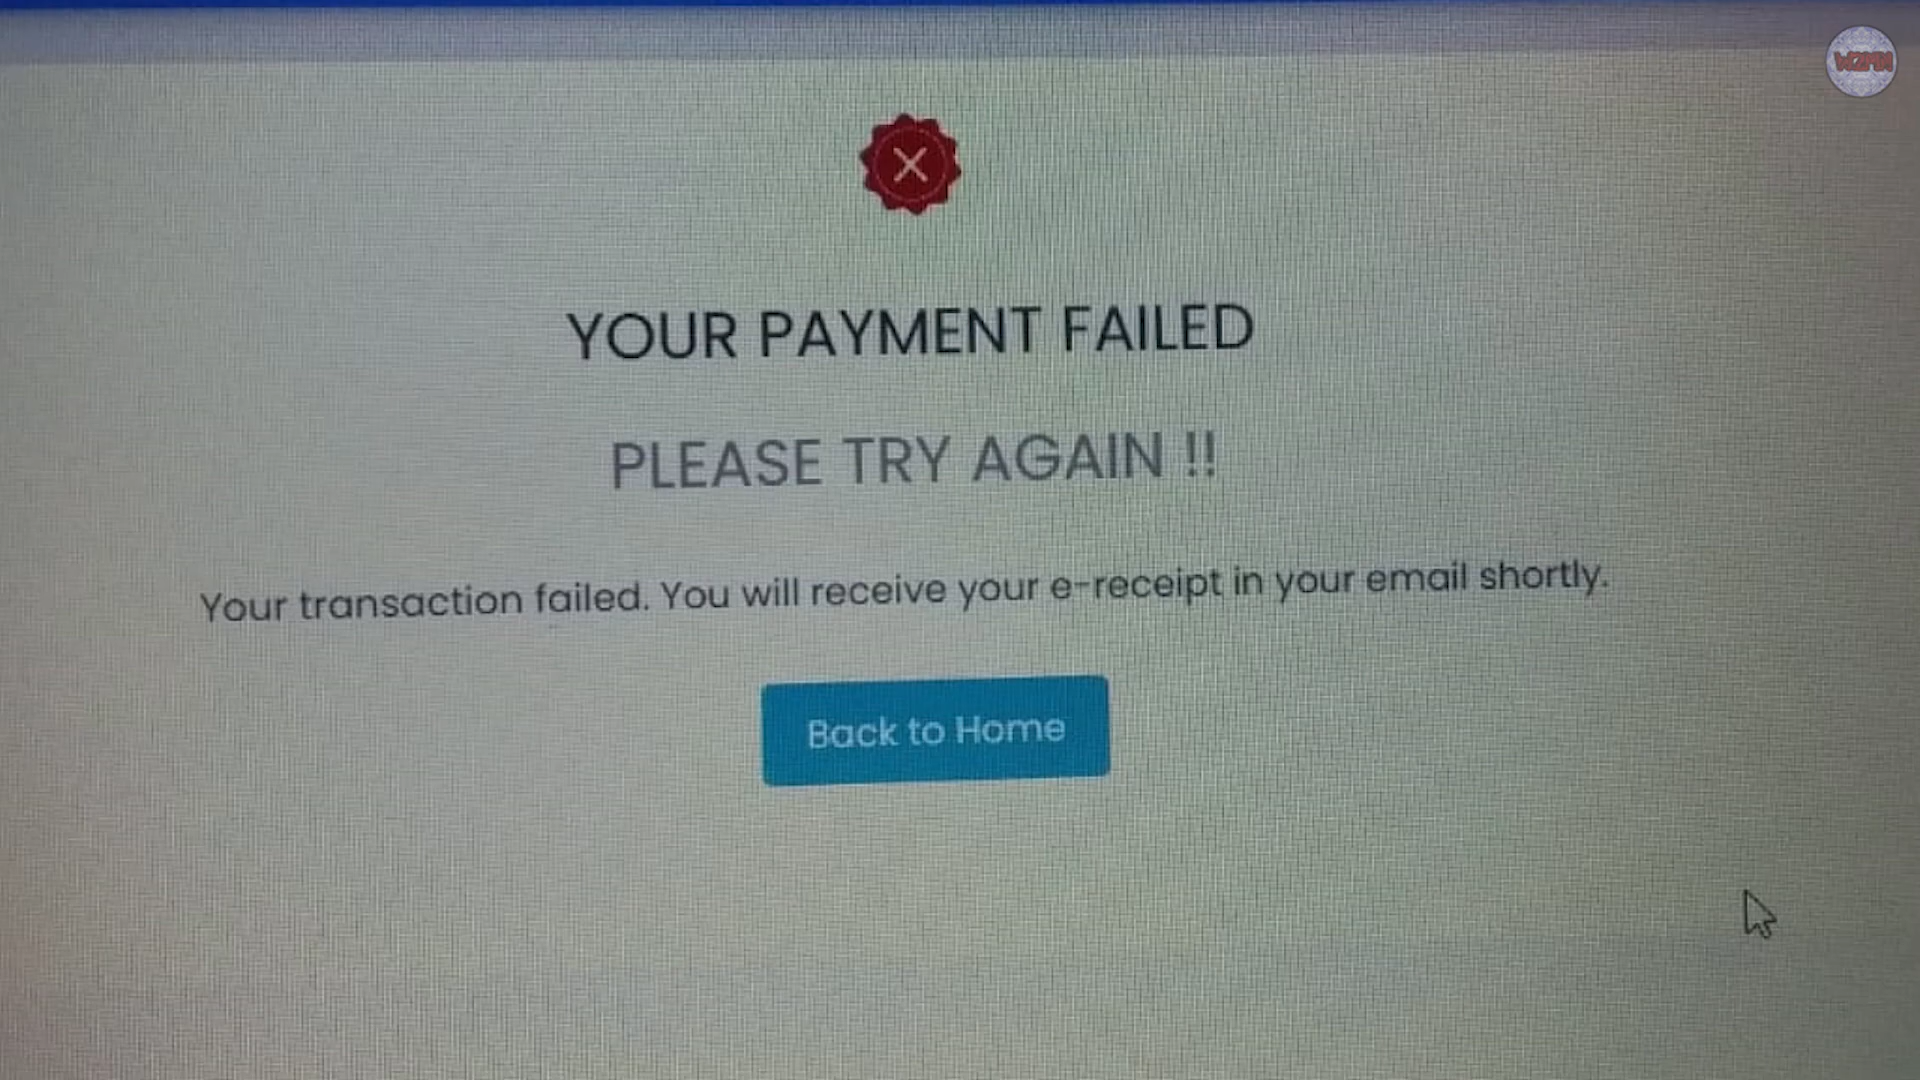 YOUR PAYMENT FAILED
PLEASE TRY AGAIN !!
Your transaction failed. You will receive your e-receipt in your email shortly.
Back to Home